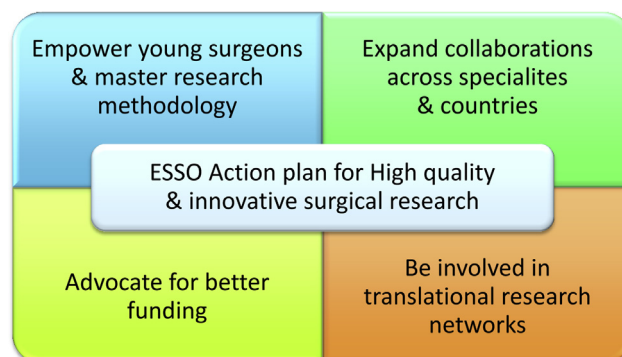 Empower young surgeons
& master research
methodology
Expand collaborations
across specialites
& countries
ESSO Action plan for High quality
& innovative surgical research
Advocate for better
funding
Be involved in
translational research
networks